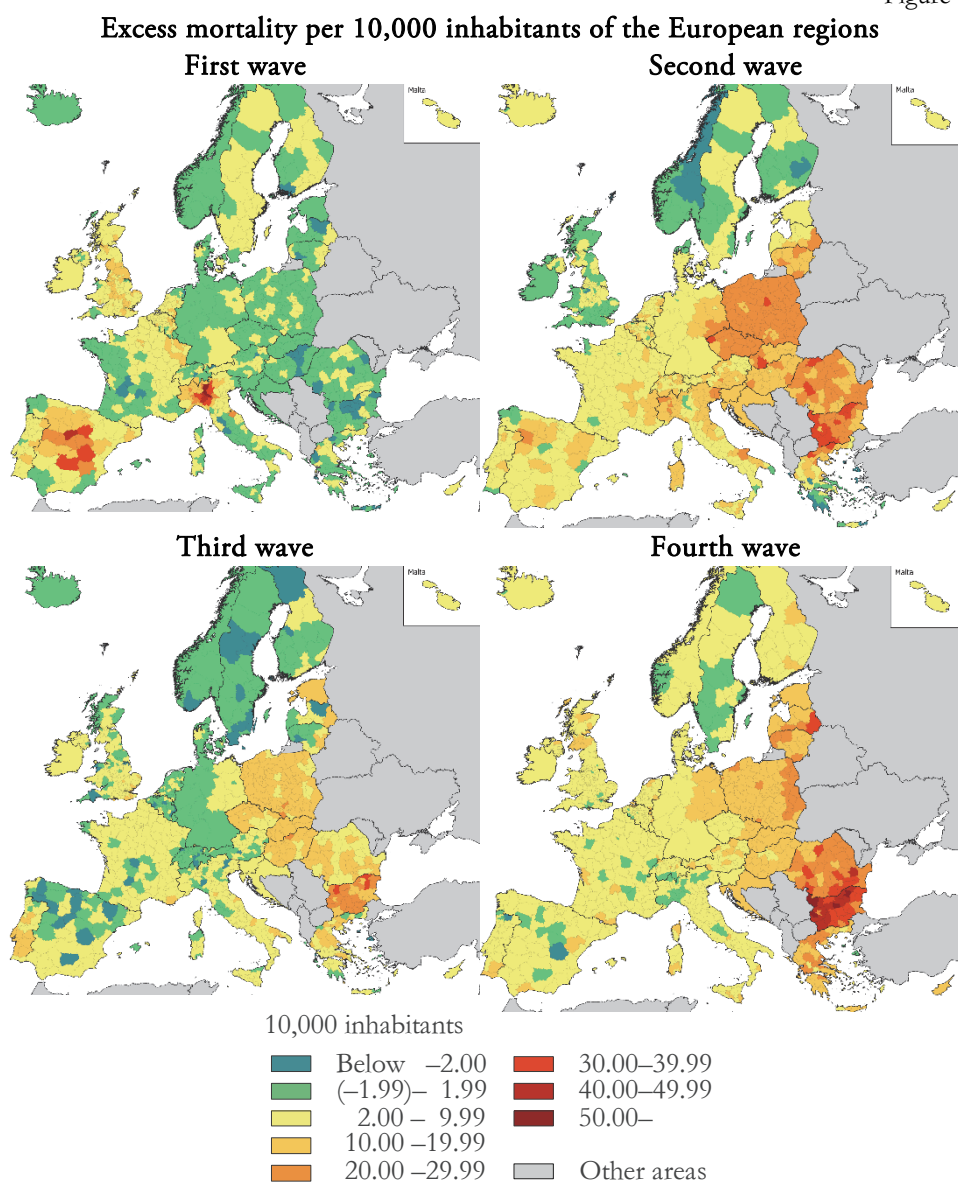 Figure
Excess mortality per 10,000 inhabitants of the European regions
First wave
Second wave
Malta
Malta
Third wave
Fourth wave
Malta
Malta
10,000 inhabitants
Below –2.00
(–1.99)– 1.99
2.00 – 9.99
10.00 –19.99
20.00 –29.99
30.00–39.99
40.00–49.99
50.00–
Other areas